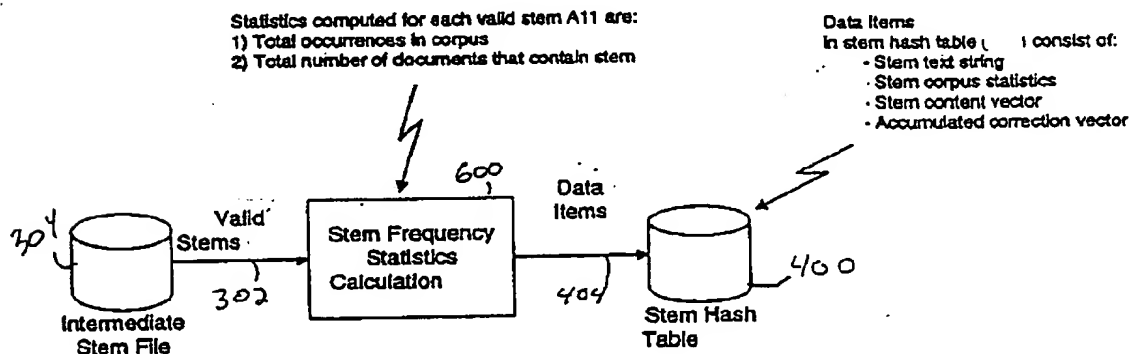 Statistics computed for each valid stem A11 are:
1) Total occurrences in corpus
2) Total number of documents that contain stem
Data Items
in stem hash table ( ) consist of:
- Stem text string
- Stem corpus statistics
- Stem content vector
- Accumulated correction vector
600
Valid
Stems
Stem Frequency
Statistics
Calculation
Data
Items
304
302
404
400
Intermediate
Stem File
Stem Hash
Table